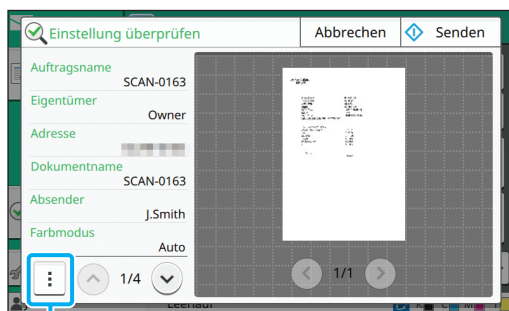 Einstellung überprüfen
Abbrechen
Senden
Auftragsname
SCAN-0163
Eigentümer
Owner
Adresse
Dokumentname
SCAN-0163
Absender
J.Smith
Farbmodus
Auto
1/4
1/1